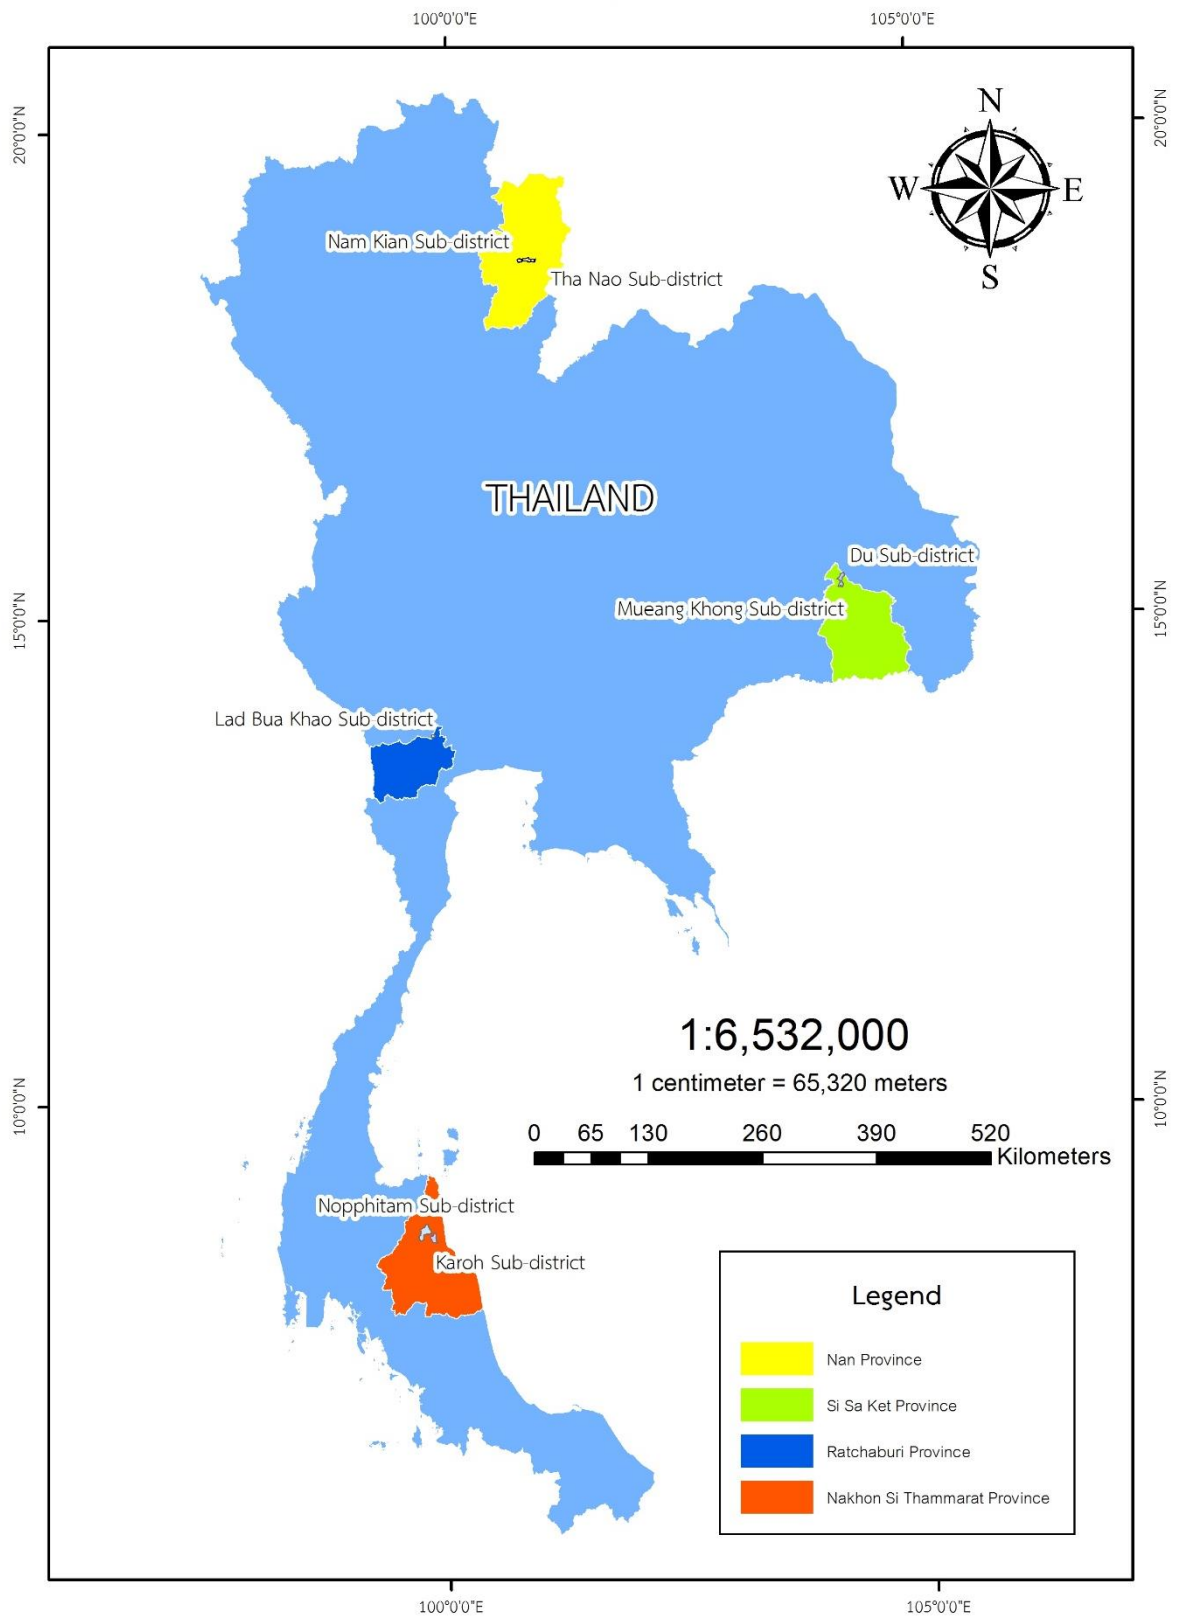 100°0'0"E
105°0'0"E
20°0'0"N
20°0'0"N
N
W
E
S
Nam Kian Sub-district
Tha Nao Sub-district
THAILAND
Du Sub-district
Mueang Khong Sub-district
15°0'0"N
15°0'0"N
Lad Bua Khao Sub-district
1:6,532,000
1 centimeter = 65,320 meters
10°0'0"N
10°0'0"N
0 65 130 260 390 520
Kilometers
Nopphitam Sub-district
Karoh Sub-district
Legend
Nan Province
Si Sa Ket Province
Ratchaburi Province
Nakhon Si Thammarat Province
100°0'0"E
105°0'0"E